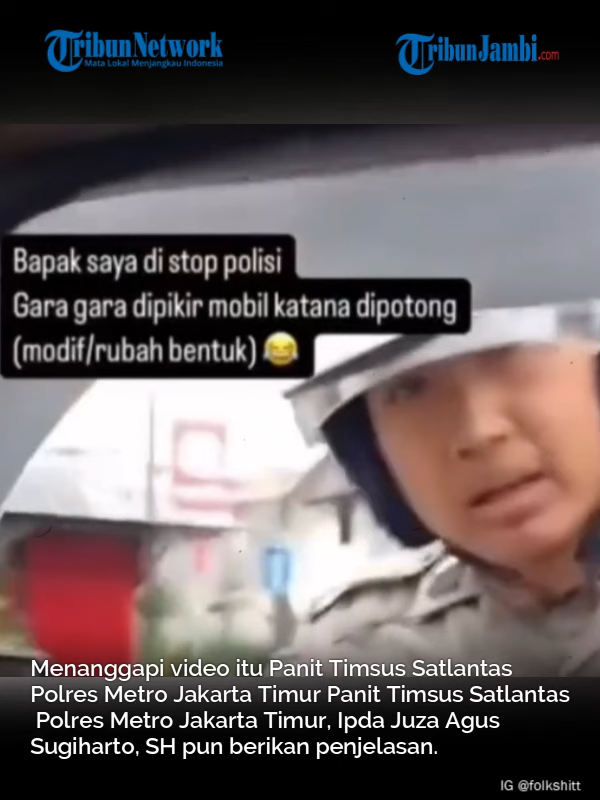 TribunNetwork
Mata Lokal Menjangkau Indonesia
TribunJambi.com
Bapak saya di stop polisi
Gara gara dipikir mobil katana dipotong
(modif/rubah bentuk) 😂
Menanggapi video itu Panit Timsus Satlantas
Polres Metro Jakarta Timur Panit Timsus Satlantas
Polres Metro Jakarta Timur, Ipda Juza Agus
Sugiharto, SH pun berikan penjelasan.
IG @folkshitt